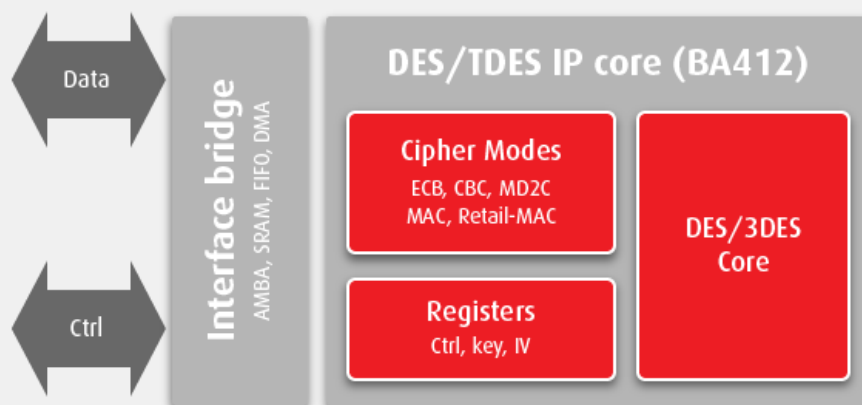 Data
Ctrl
Interface bridge
AMBA, SRAM, FIFO, DMA
DES/TDES IP core (BA412)
Cipher Modes
ECB, CBC, MD2C
MAC, Retail-MAC
Registers
Ctrl, key, IV
DES/3DES
Core